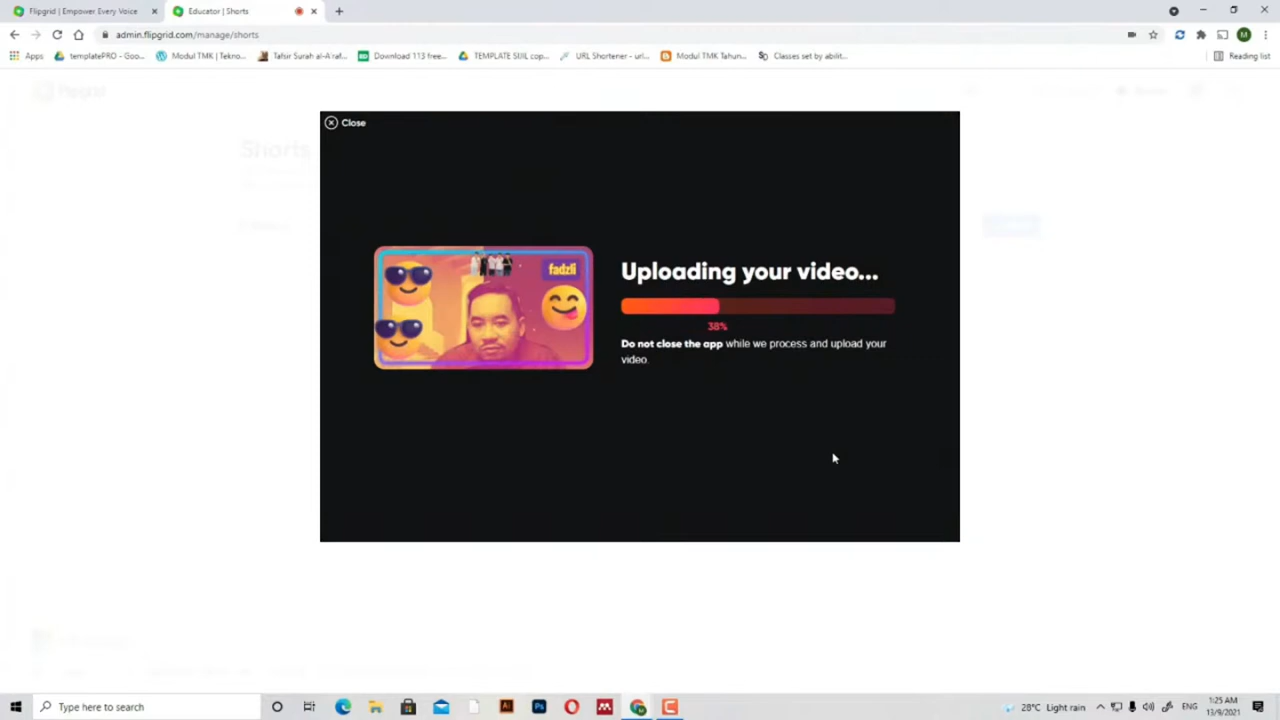 Flipgrid | Empower Every Voice
Educator | Shorts
admin.flipgrid.com/manage/shorts
Apps
templatePRO - Goo...
Modul TMK | Tekno...
Tafsir Surah al-A'raf...
Download 113 free...
TEMPLATE SIJIL cop...
URL Shortener - url...
Modul TMK Tahun...
Classes set by abilit...
Reading list
Flipgrid
Shorts
Close
fadzli
Uploading your video...
38%
Do not close the app while we process and upload your
video.
Type here to search
28°C Light rain
ENG
1:25 AM
13/9/2021